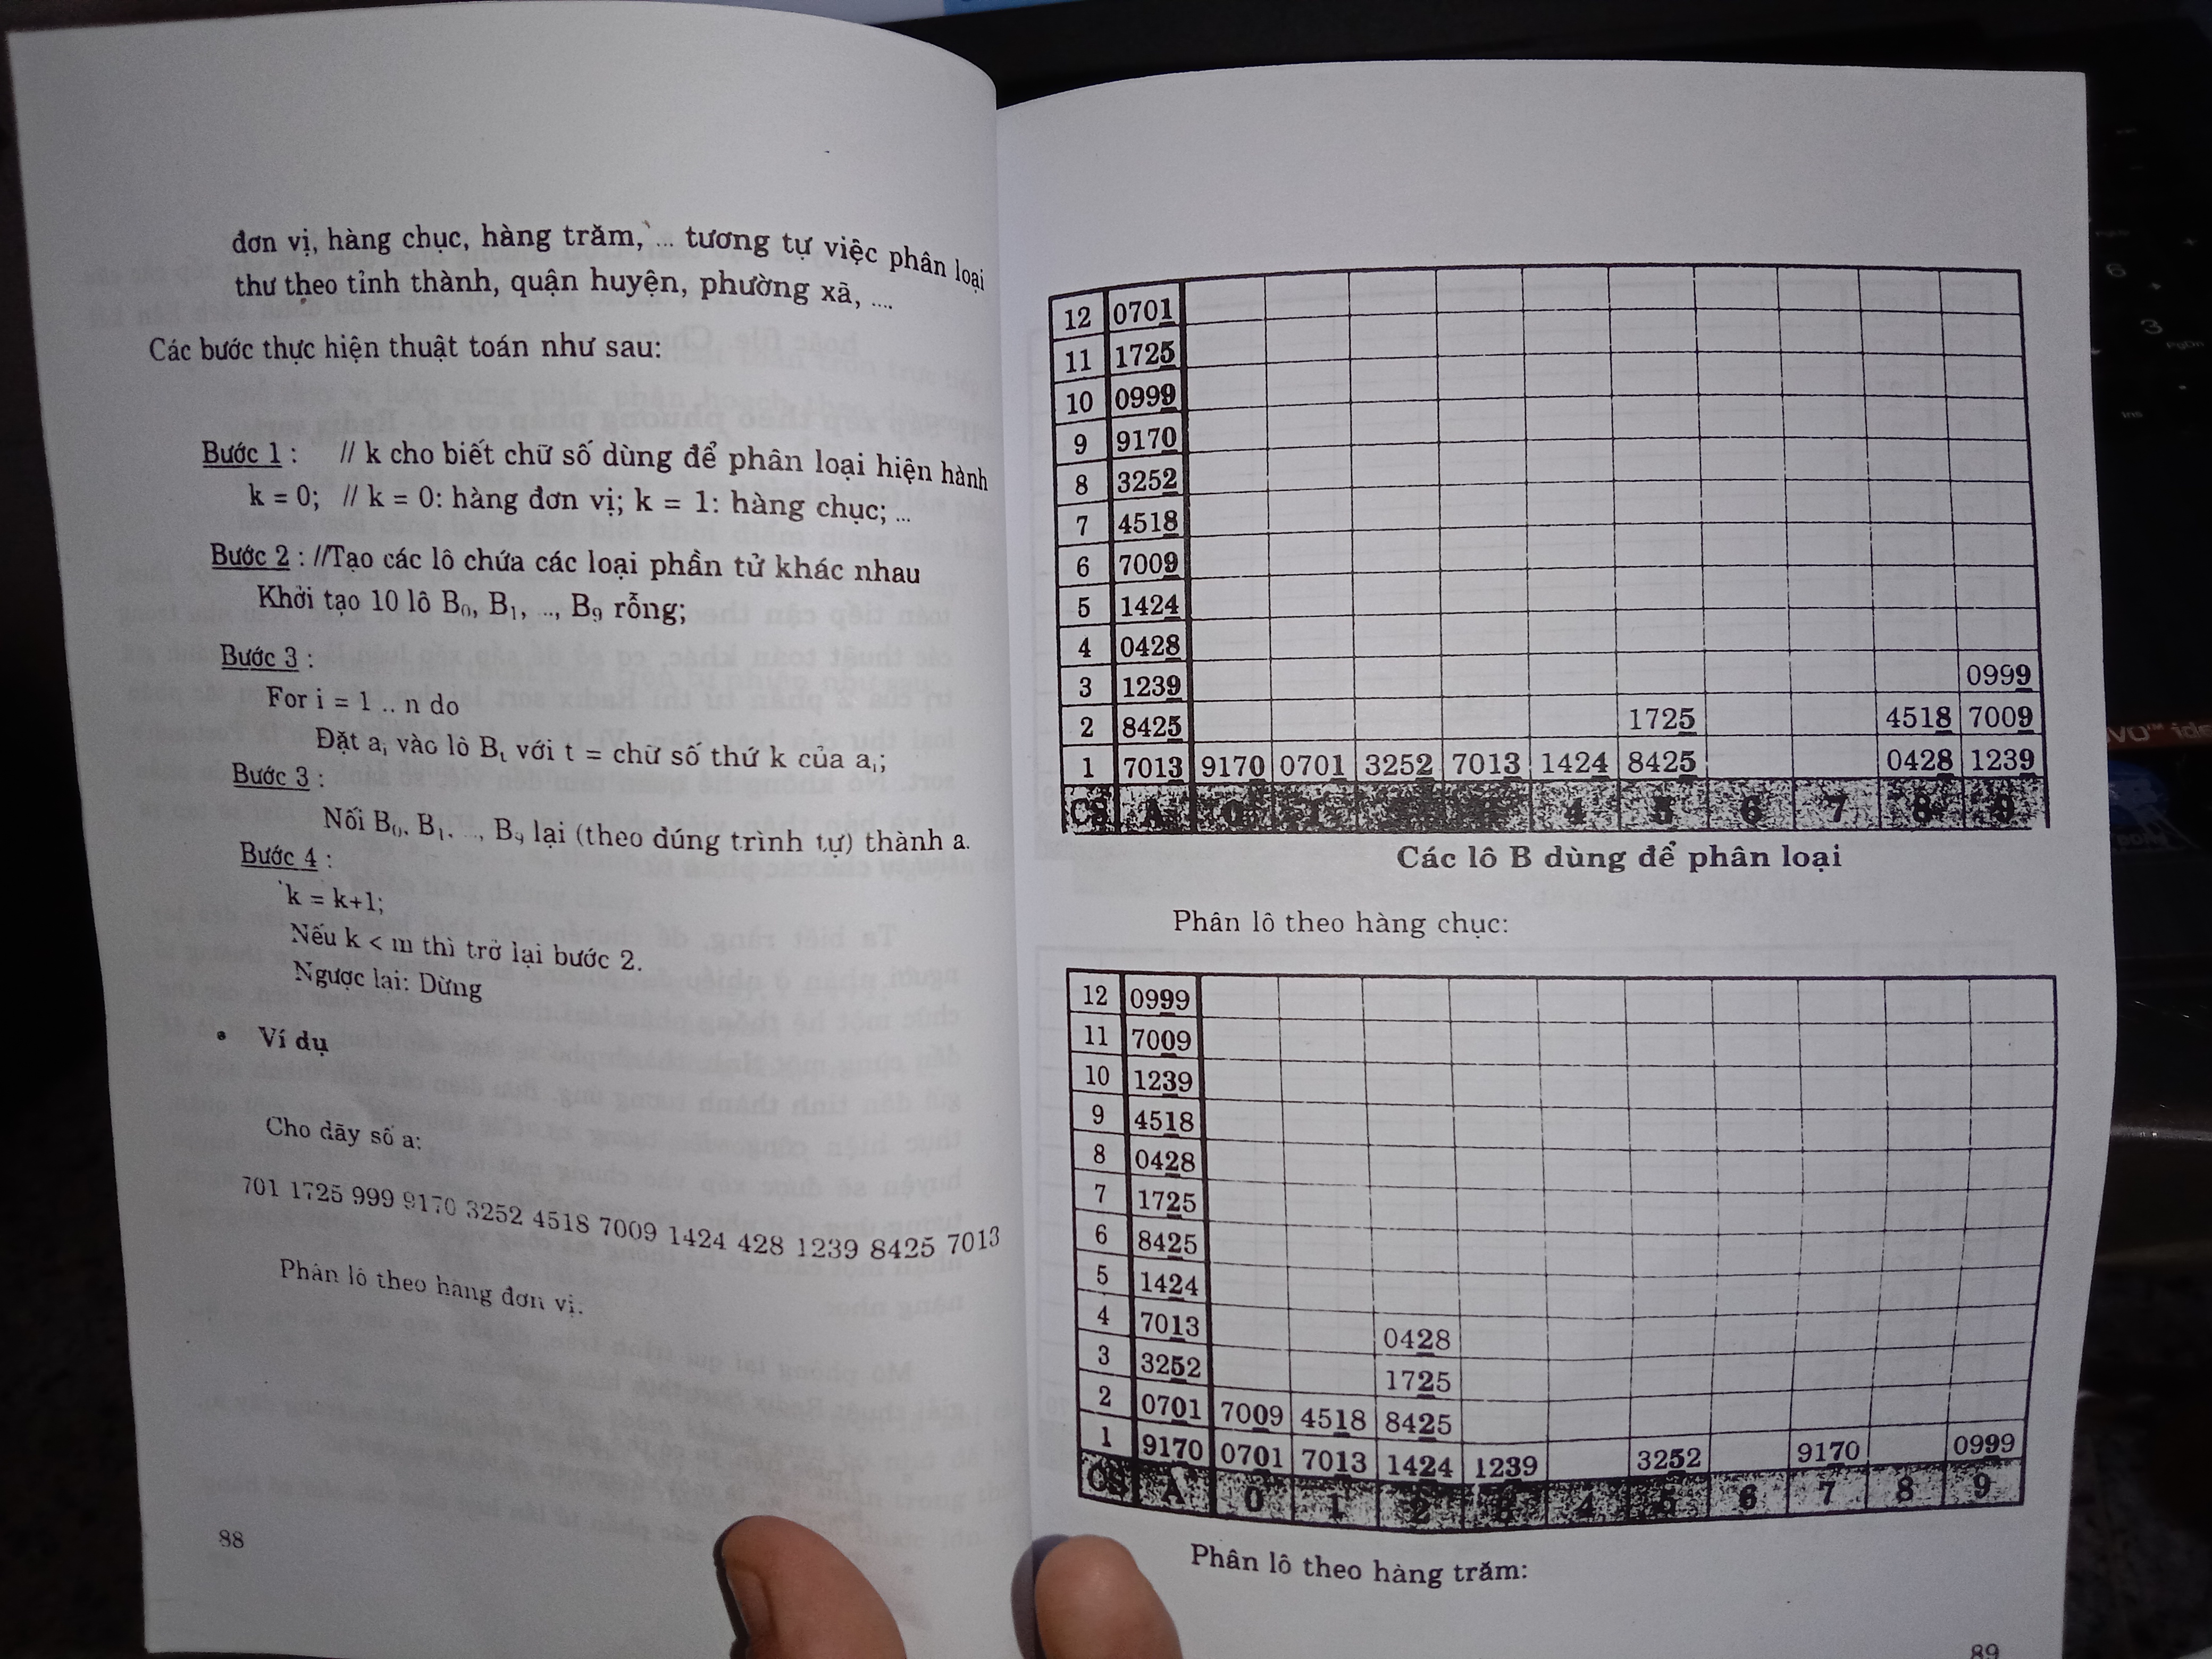 đơn vị, hàng chục, hàng trăm, ... tương tự việc phân loại
thư theo tỉnh thành, quận huyện, phường xã, ....
Các bước thực hiện thuật toán như sau:
Bước 1 : // k cho biết chữ số dùng để phân loại hiện hành
k = 0; // k = 0: hàng đơn vị; k = 1: hàng chục; ...
Bước 2 : //Tạo các lô chứa các loại phần tử khác nhau
Khởi tạo 10 lô B₀, B₁, ..., B₉ rỗng;
Bước 3 :
For i = 1 .. n do
Đặt aᵢ vào lô Bₜ với t = chữ số thứ k của aᵢ;
Bước 3 :
Nối B₀, B₁, ..., B₉ lại (theo đúng trình tự) thành a.
Bước 4 :
k = k+1;
Nếu k < m thì trở lại bước 2.
Ngược lai: Dừng
• Ví dụ
Cho dãy số a:
701 1725 999 9170 3252 4518 7009 1424 428 1239 8425 7013
Phân lô theo hàng đơn vị:
88
12 0701
11 1725
10 0999
9 9170
8 3252
7 4518
6 7009
5 1424
4 0428
3 1239 0999
2 8425 1725 4518 7009
1 7013 9170 0701 3252 7013 1424 8425 0428 1239
CS A 0 1 2 3 4 5 6 7 8 9
Các lô B dùng để phân loại
Phân lô theo hàng chục:
12 0999
11 7009
10 1239
9 4518
8 0428
7 1725
6 8425
5 1424
4 7013 0428
3 3252 1725
2 0701 7009 4518 8425
1 9170 0701 7013 1424 1239 3252 9170 0999
CS A 0 1 2 3 4 5 6 7 8 9
Phân lô theo hàng trăm:
89